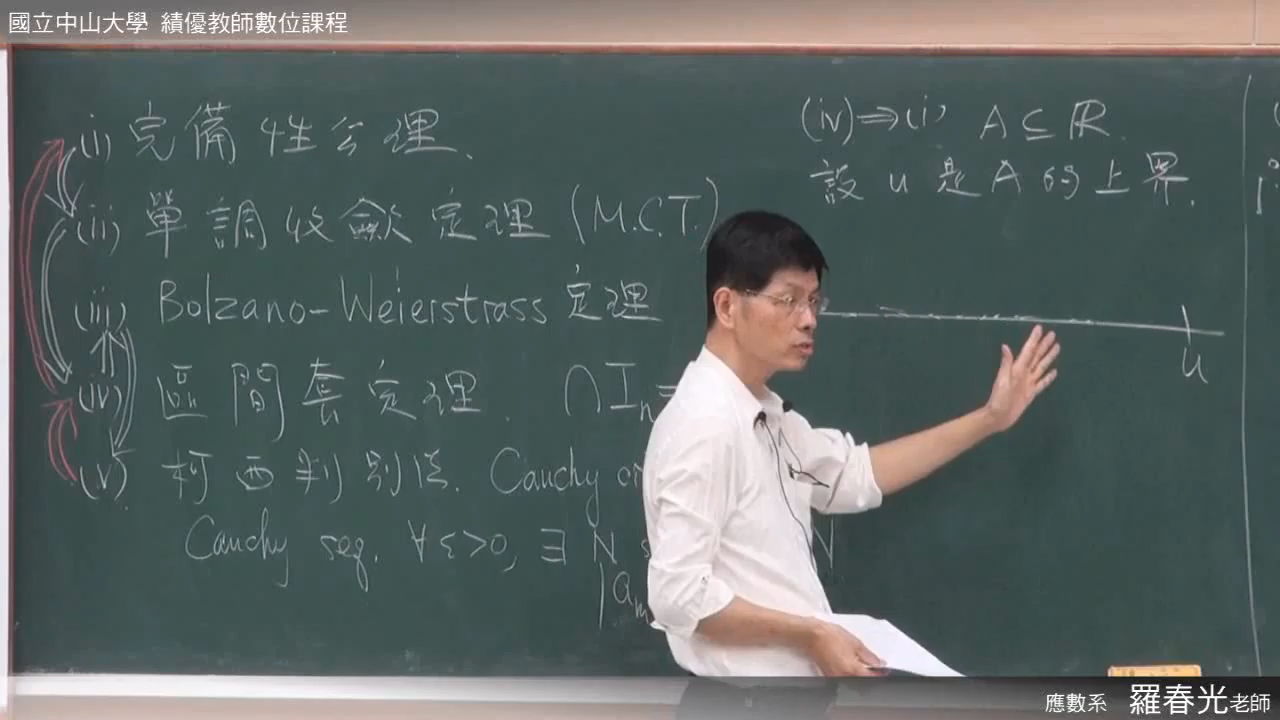 國立中山大學 績優教師數位課程
(i) 完備性公理.
(ii) 單調收斂定理 (M.C.T.)
(iii) Bolzano-Weierstrass 定理
(iv) 區間套定理. ∩Iₙ =
(v) 柯西判別法. Cauchy
Cauchy seq. ∀ε>0, ∃ N s N
|aₘ
(iv)⇒(i) A⊆ℝ.
設 u 是 A 的上界.
u
應數系 羅春光老師